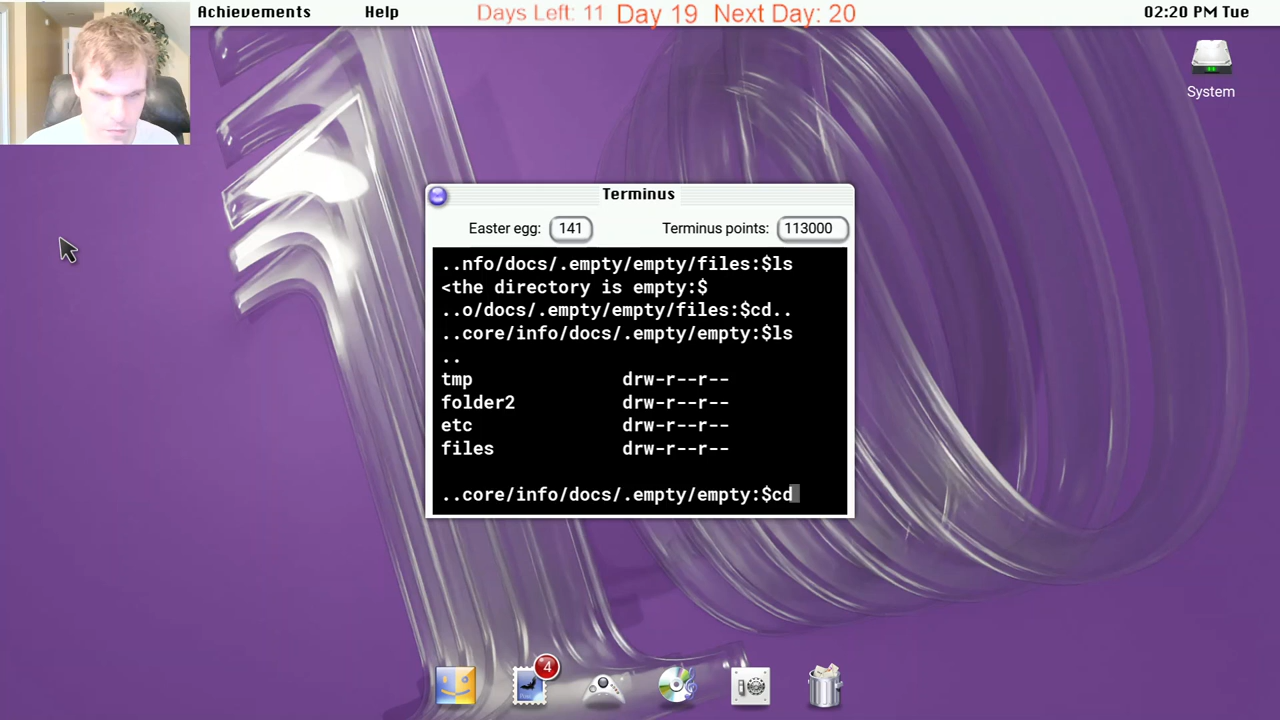 Achievements Help Days Left: 11 Day 19 Next Day: 20 02:20 PM Tue
System
Terminus
Easter egg: 141 Terminus points: 113000
..nfo/docs/.empty/empty/files:$ls
<the directory is empty:$
..o/docs/.empty/empty/files:$cd..
..core/info/docs/.empty/empty:$ls
..
tmp drw-r--r--
folder2 drw-r--r--
etc drw-r--r--
files drw-r--r--
..core/info/docs/.empty/empty:$cd
4